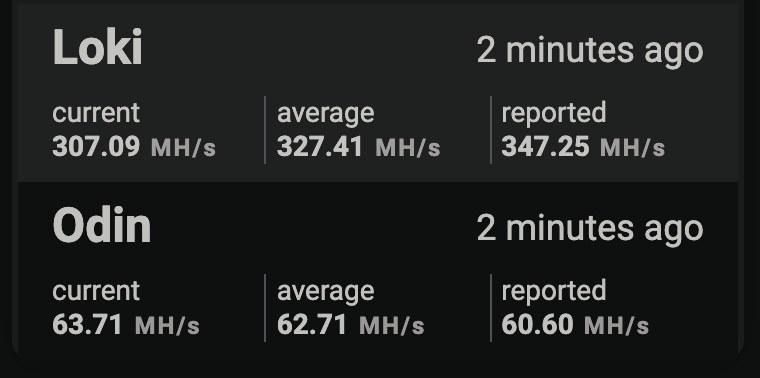 Loki 2 minutes ago
current average reported
307.09 MH/s 327.41 MH/s 347.25 MH/s
Odin 2 minutes ago
current average reported
63.71 MH/s 62.71 MH/s 60.60 MH/s